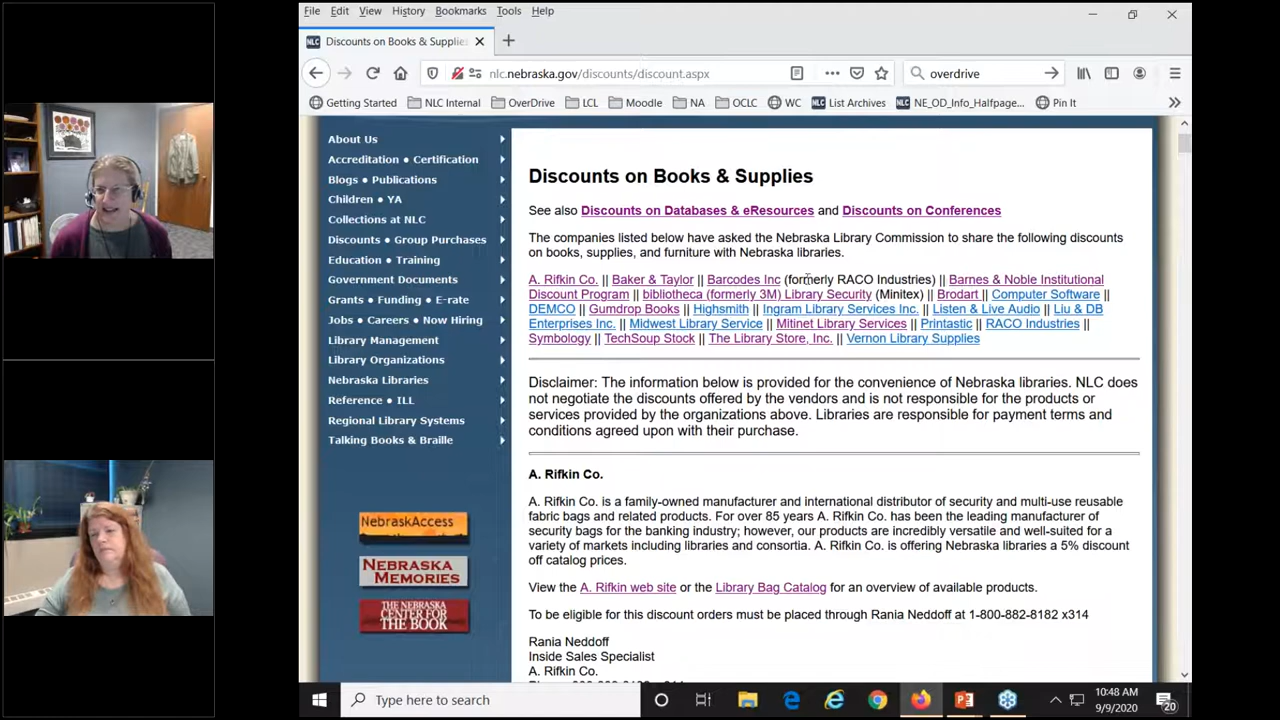 File Edit View History Bookmarks Tools Help
NLC Discounts on Books & Supplies
nlc.nebraska.gov/discounts/discount.aspx
overdrive
Getting Started NLC Internal OverDrive LCL Moodle NA OCLC WC NLC List Archives NLC NE_OD_Info_Halfpage... Pin It
About Us
Accreditation • Certification
Blogs • Publications
Children • YA
Collections at NLC
Discounts • Group Purchases
Education • Training
Government Documents
Grants • Funding • E-rate
Jobs • Careers • Now Hiring
Library Management
Library Organizations
Nebraska Libraries
Reference • ILL
Regional Library Systems
Talking Books & Braille
NebraskAccess
NEBRASKA
MEMORIES
THE NEBRASKA
CENTER FOR
THE BOOK
Discounts on Books & Supplies
See also Discounts on Databases & eResources and Discounts on Conferences
The companies listed below have asked the Nebraska Library Commission to share the following discounts
on books, supplies, and furniture with Nebraska libraries.
A. Rifkin Co. || Baker & Taylor || Barcodes Inc (formerly RACO Industries) || Barnes & Noble Institutional
Discount Program || bibliotheca (formerly 3M) Library Security (Minitex) || Brodart || Computer Software ||
DEMCO || Gumdrop Books || Highsmith || Ingram Library Services Inc. || Listen & Live Audio || Liu & DB
Enterprises Inc. || Midwest Library Service || Mitinet Library Services || Printastic || RACO Industries ||
Symbology || TechSoup Stock || The Library Store, Inc. || Vernon Library Supplies
Disclaimer: The information below is provided for the convenience of Nebraska libraries. NLC does
not negotiate the discounts offered by the vendors and is not responsible for the products or
services provided by the organizations above. Libraries are responsible for payment terms and
conditions agreed upon with their purchase.
A. Rifkin Co.
A. Rifkin Co. is a family-owned manufacturer and international distributor of security and multi-use reusable
fabric bags and related products. For over 85 years A. Rifkin Co. has been the leading manufacturer of
security bags for the banking industry; however, our products are incredibly versatile and well-suited for a
variety of markets including libraries and consortia. A. Rifkin Co. is offering Nebraska libraries a 5% discount
off catalog prices.
View the A. Rifkin web site or the Library Bag Catalog for an overview of available products.
To be eligible for this discount orders must be placed through Rania Neddoff at 1-800-882-8182 x314
Rania Neddoff
Inside Sales Specialist
A. Rifkin Co.
Type here to search
10:48 AM
9/9/2020
20